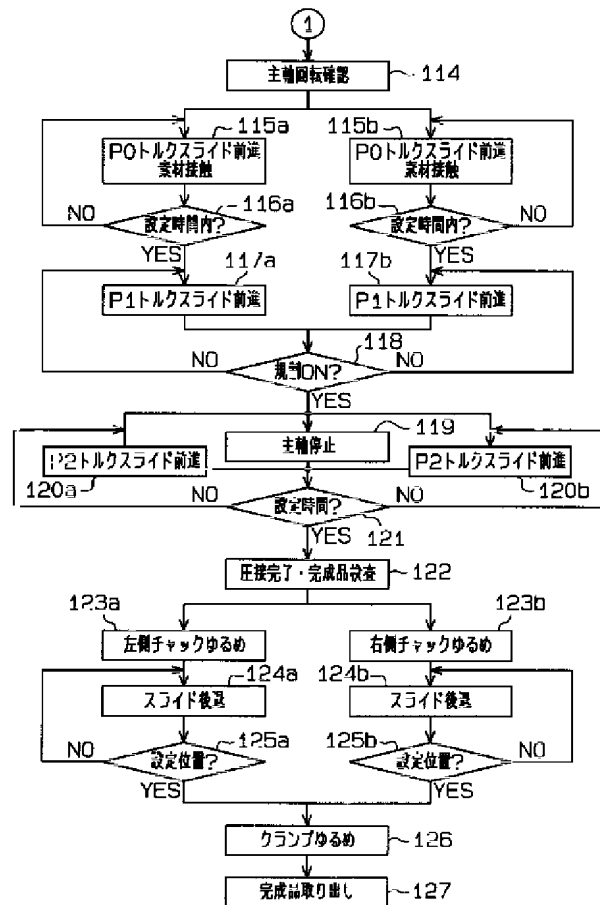 1
主軸回転確認
114
115a
115b
P0トルクスライド前進
素材接触
P0トルクスライド前進
素材接触
116a
116b
NO
設定時間内?
設定時間内?
NO
YES
YES
117a
117b
P1トルクスライド前進
P1トルクスライド前進
118
NO
規制ON?
NO
YES
119
主軸停止
P2トルクスライド前進
P2トルクスライド前進
120a
120b
NO
設定時間?
NO
YES
121
圧接完了・完成品検査
122
123a
123b
左側チャックゆるめ
右側チャックゆるめ
124a
124b
スライド後退
スライド後退
125a
125b
NO
設定位置?
設定位置?
NO
YES
YES
クランプゆるめ
126
完成品取り出し
127